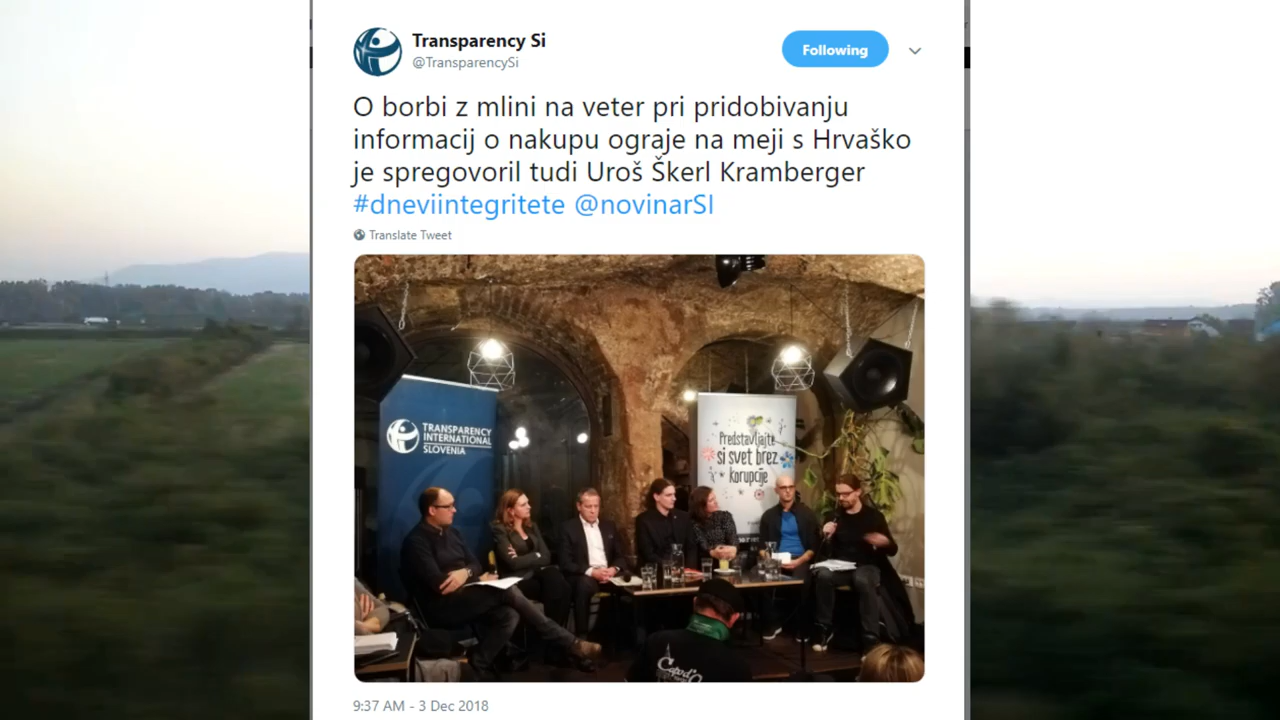 Transparency Si
@TransparencySi
Following
O borbi z mlini na veter pri pridobivanju
informacij o nakupu ograje na meji s Hrvaško
je spregovoril tudi Uroš Škerl Kramberger
#dneviintegritete @novinarSI
Translate Tweet
TRANSPARENCY
INTERNATIONAL
SLOVENIA
Predstavljajte
si svet brez
korupcije
9:37 AM - 3 Dec 2018